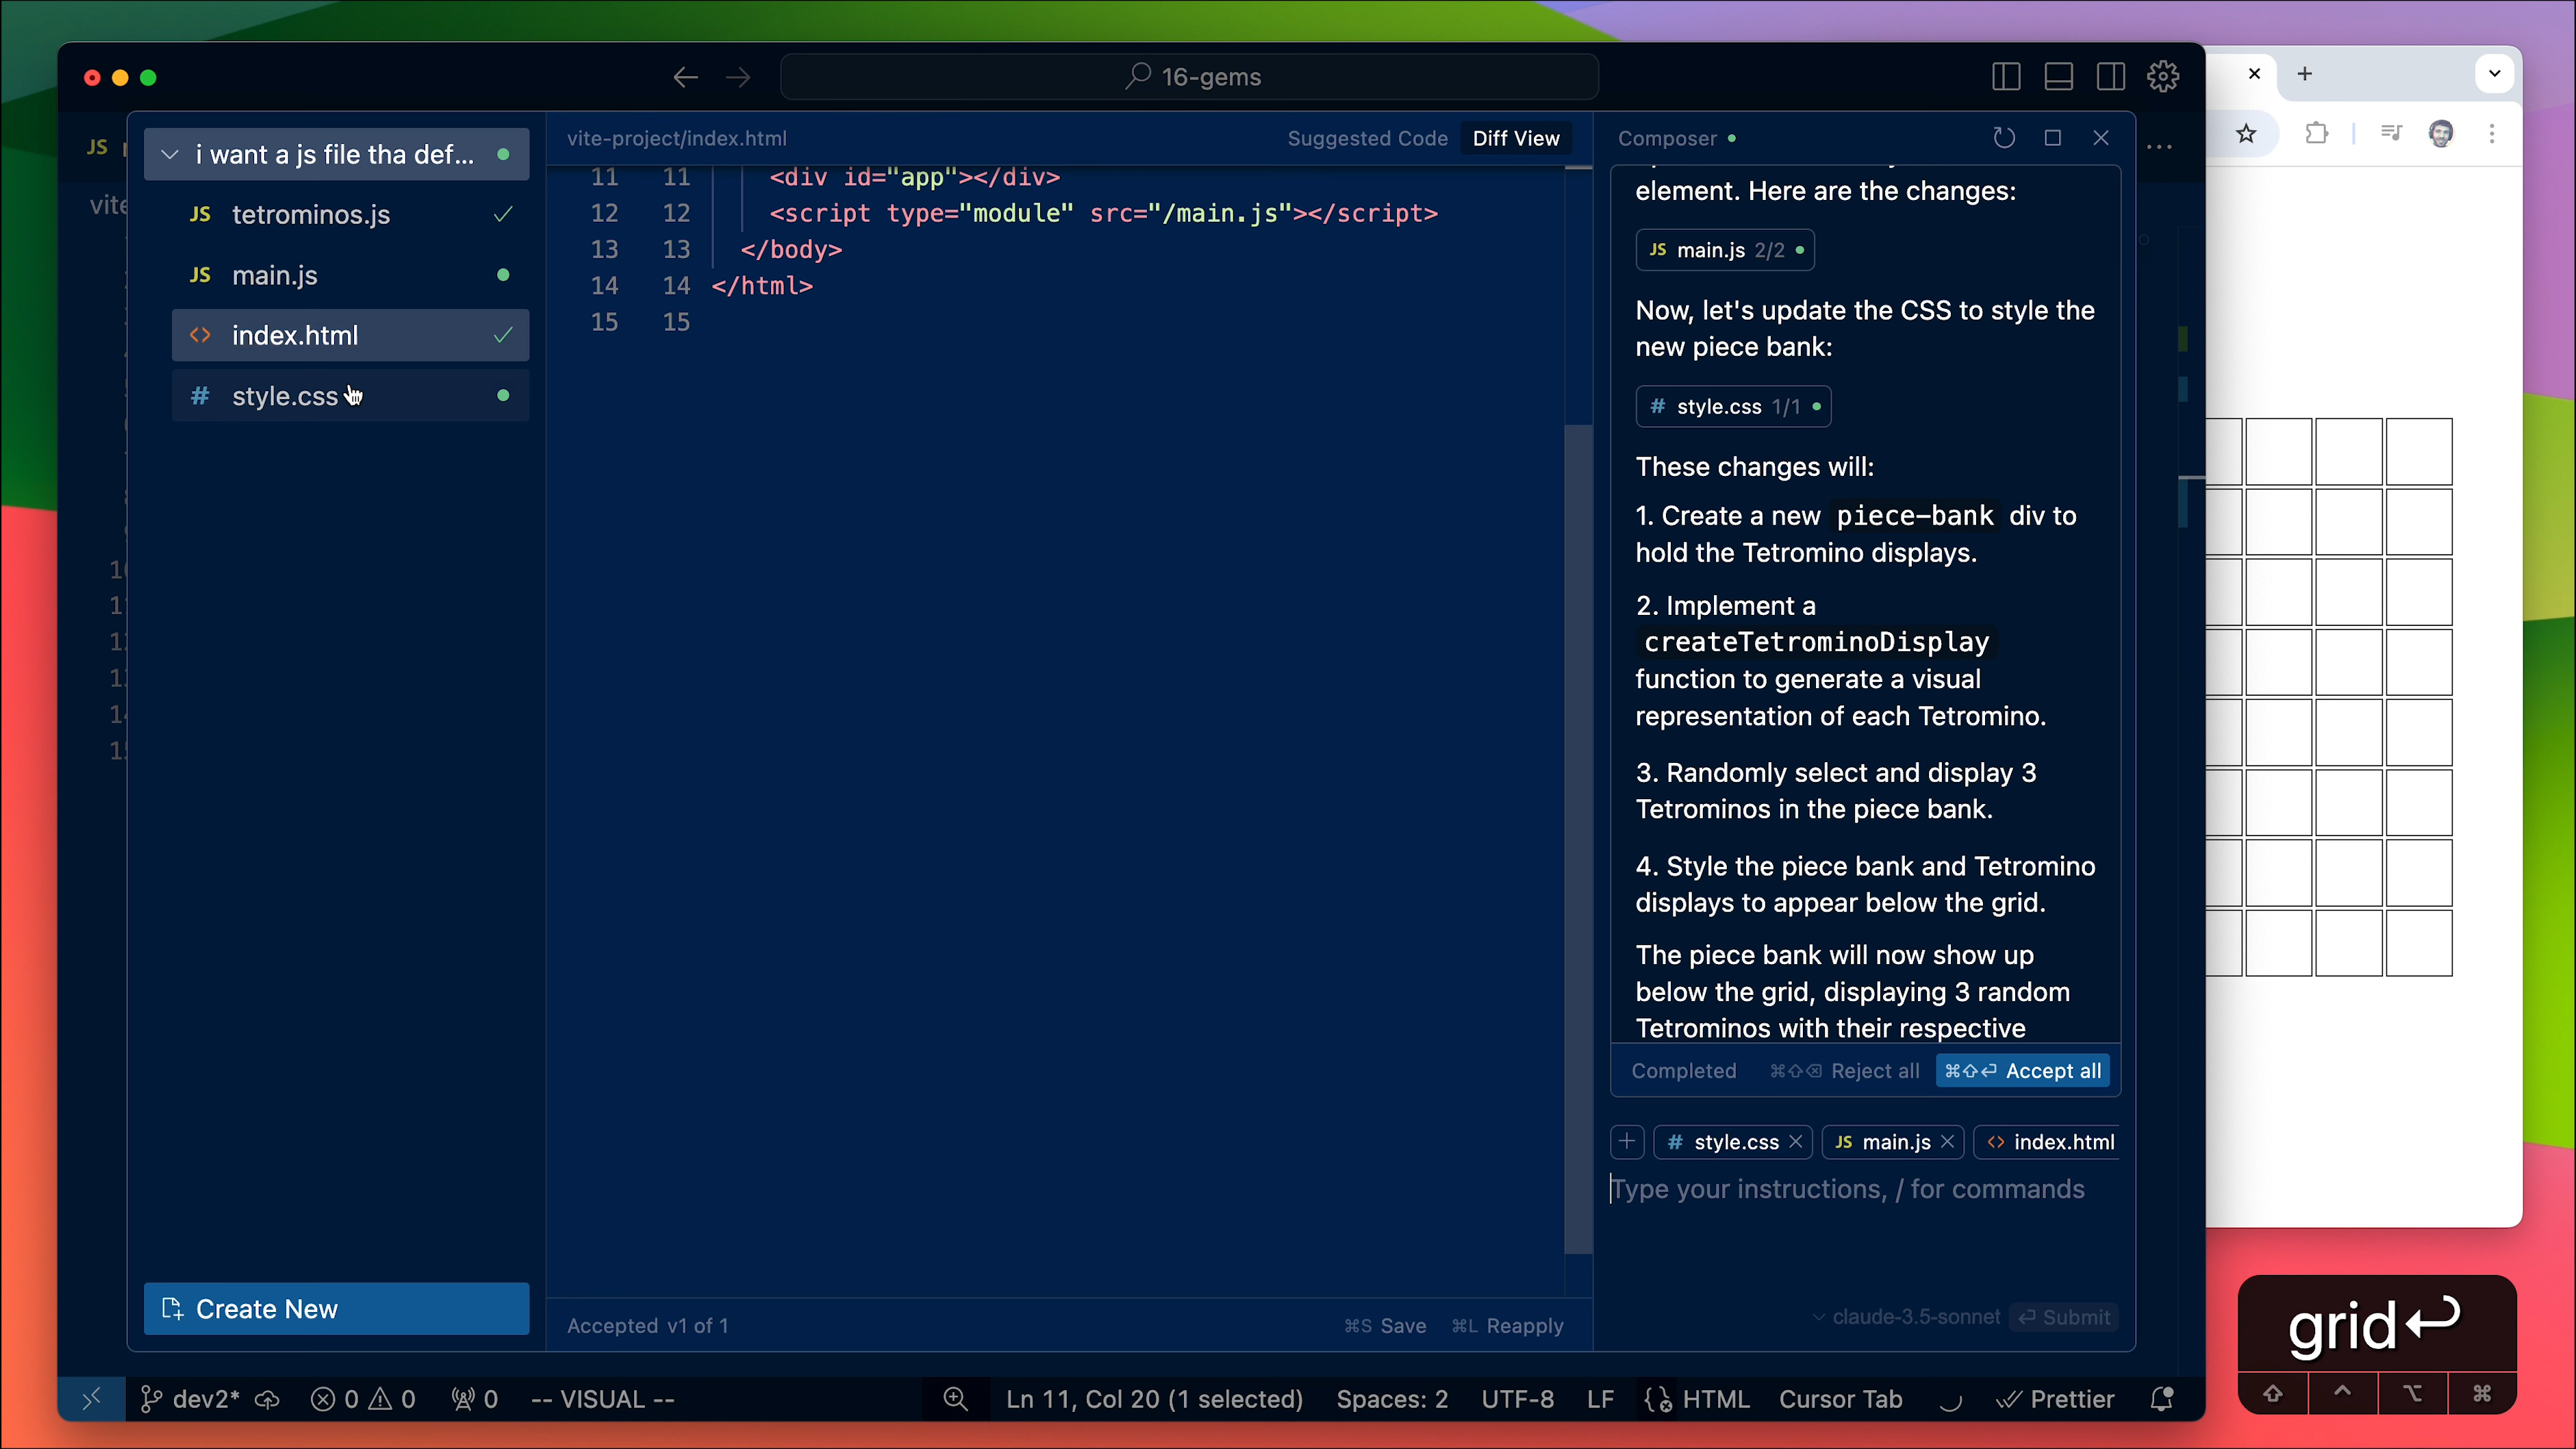 16-gems
JS
vite
i want a js file tha def...
JS tetrominos.js
JS main.js
<> index.html
# style.css
Create New
vite-project/index.html
Suggested Code
Diff View
11 11 <div id="app"></div>
12 12 <script type="module" src="/main.js"></script>
13 13 </body>
14 14 </html>
15 15
Accepted v1 of 1
⌘S Save
⌘L Reapply
Composer
element. Here are the changes:
JS main.js 2/2
Now, let's update the CSS to style the
new piece bank:
# style.css 1/1
These changes will:
1. Create a new piece-bank div to
hold the Tetromino displays.
2. Implement a
createTetrominoDisplay
function to generate a visual
representation of each Tetromino.
3. Randomly select and display 3
Tetrominos in the piece bank.
4. Style the piece bank and Tetromino
displays to appear below the grid.
The piece bank will now show up
below the grid, displaying 3 random
Tetrominos with their respective
Completed
⌘⇧⌫ Reject all
⌘⇧⏎ Accept all
# style.css
JS main.js
<> index.html
Type your instructions, / for commands
claude-3.5-sonnet
⏎ Submit
dev2*
0
0
0
-- VISUAL --
Ln 11, Col 20 (1 selected)
Spaces: 2
UTF-8
LF
HTML
Cursor Tab
Prettier
grid⏎
⇧ ⌃ ⌥ ⌘